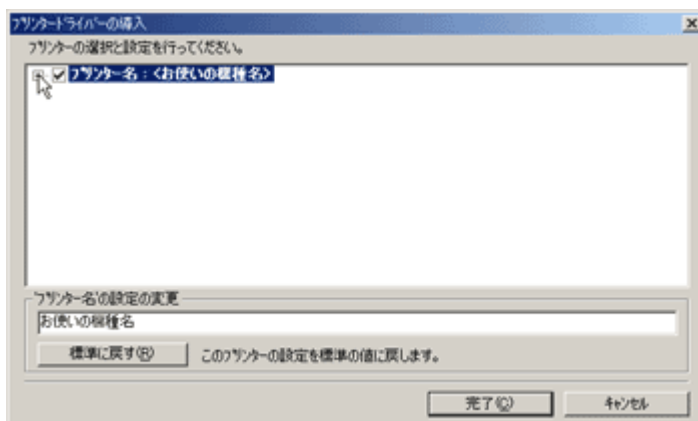 プリンタードライバーの導入
プリンターの選択と設定を行ってください。
プリンター名：<お使いの機種名>
'プリンター名'の設定の変更
お使いの機種名
標準に戻す(R) このプリンターの設定を標準の値に戻します。
完了(C) キャンセル